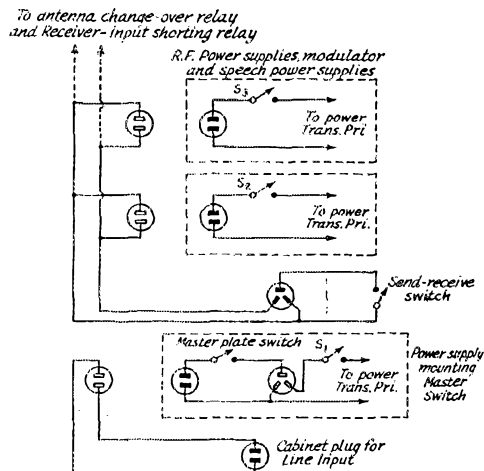 To antenna change-over relay
and Receiver-input shorting relay
R.F. Power supplies, modulator
and speech power supplies
S3
To power
Trans. Pri.
S2
To power
Trans. Pri.
Send-receive
switch
Master plate switch
S1
To power
Trans. Pri.
Power supply
mounting
Master
Switch
Cabinet plug for
Line Input